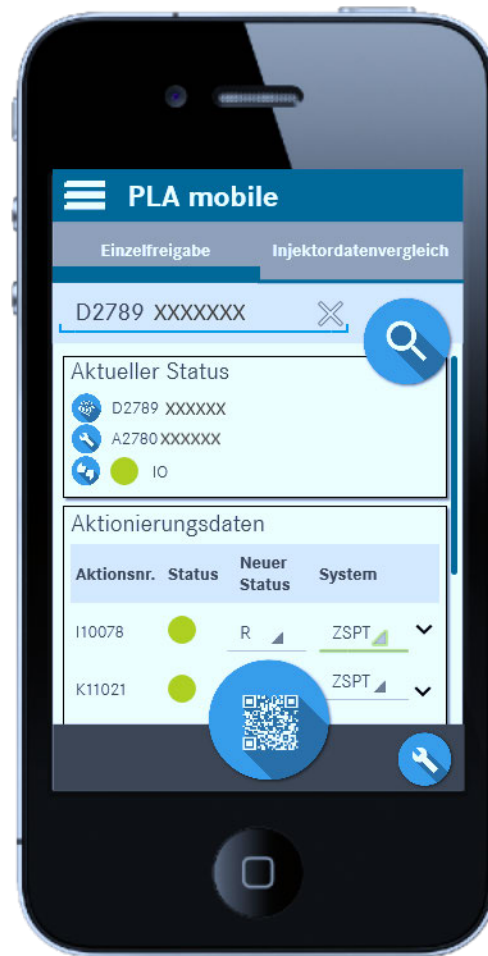 PLA mobile
Einzelfreigabe Injektordatenvergleich
D2789 XXXXXXX
Aktueller Status
D2789 XXXXXX
A2780 XXXXXX
IO
Aktionierungsdaten
Aktionsnr. Status Neuer Status System
I10078 R ZSPT
K11021 ZSPT